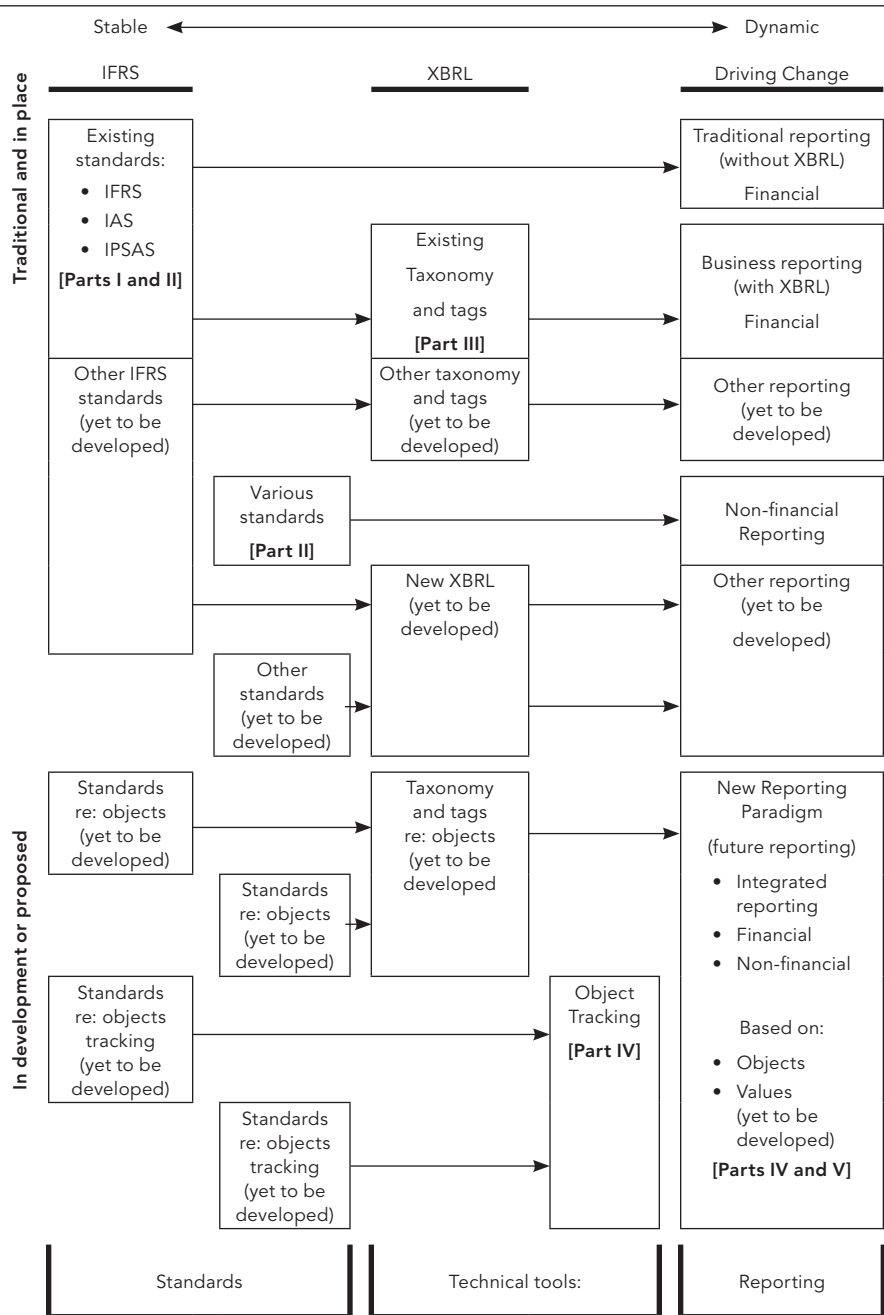 Stable Dynamic
IFRS XBRL Driving Change
Traditional and in place
Existing
standards:
• IFRS
• IAS
• IPSAS
[Parts I and II]
Traditional reporting
(without XBRL)
Financial
Existing
Taxonomy
and tags
[Part III]
Business reporting
(with XBRL)
Financial
Other IFRS
standards
(yet to be
developed)
Other taxonomy
and tags
(yet to be
developed)
Other reporting
(yet to be
developed)
Various
standards
[Part II]
Non-financial
Reporting
New XBRL
(yet to be
developed)
Other reporting
(yet to be
developed)
Other
standards
(yet to be
developed)
In development or proposed
Standards
re: objects
(yet to be
developed)
Taxonomy
and tags
re: objects
(yet to be
developed
New Reporting
Paradigm
(future reporting)
• Integrated
reporting
• Financial
• Non-financial
Based on:
• Objects
• Values
(yet to be
developed)
[Parts IV and V]
Standards
re: objects
(yet to be
developed)
Standards
re: objects
tracking
(yet to be
developed)
Object
Tracking
[Part IV]
Standards
re: objects
tracking
(yet to be
developed)
Standards Technical tools: Reporting